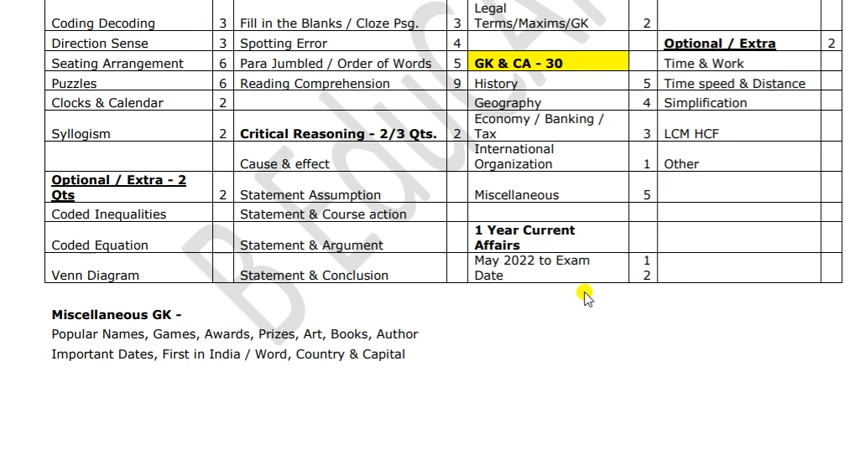 Legal
Coding Decoding 3 Fill in the Blanks / Cloze Psg. 3 Terms/Maxims/GK 2
Direction Sense 3 Spotting Error 4 Optional / Extra 2
Seating Arrangement 6 Para Jumbled / Order of Words 5 GK & CA - 30 Time & Work
Puzzles 6 Reading Comprehension 9 History 5 Time speed & Distance
Clocks & Calendar 2 Geography 4 Simplification
Economy / Banking /
Syllogism 2 Critical Reasoning - 2/3 Qts. 2 Tax 3 LCM HCF
International
Cause & effect Organization 1 Other
Optional / Extra - 2
Qts 2 Statement Assumption Miscellaneous 5
Coded Inequalities Statement & Course action
1 Year Current
Coded Equation Statement & Argument Affairs
May 2022 to Exam 1
Venn Diagram Statement & Conclusion Date 2
Miscellaneous GK -
Popular Names, Games, Awards, Prizes, Art, Books, Author
Important Dates, First in India / Word, Country & Capital
B EduCA